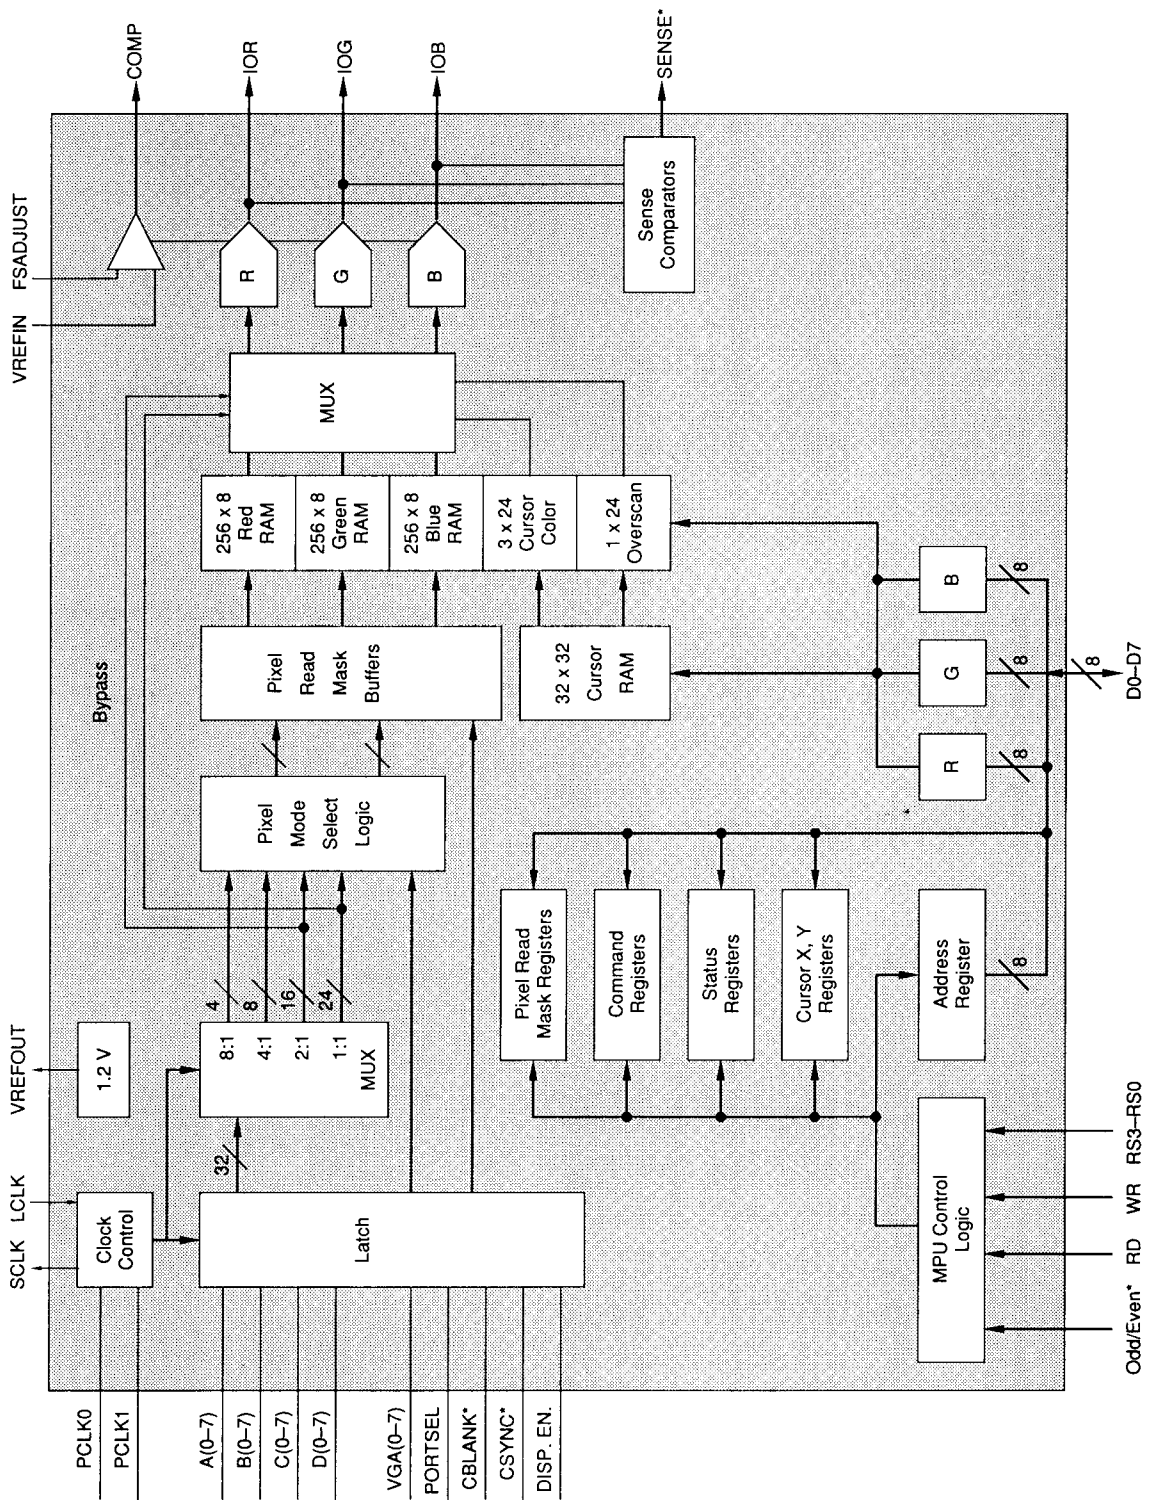 PCLK0
PCLK1
A(0–7)
B(0–7)
C(0–7)
D(0–7)
VGA(0–7)
PORTSEL
CBLANK*
CSYNC*
DISP. EN.
SCLK
LCLK
VREFOUT
VREFIN
FSADJUST
Clock
Control
1.2 V
Latch
32
8:1
4:1
2:1
1:1
MUX
4
8
16
24
Bypass
Pixel
Mode
Select
Logic
Pixel
Read
Mask
Buffers
32 x 32
Cursor
RAM
256 x 8
Red
RAM
256 x 8
Green
RAM
256 x 8
Blue
RAM
3 x 24
Cursor
Color
1 x 24
Overscan
MUX
R
G
B
Sense
Comparators
COMP
IOR
IOG
IOB
SENSE*
Pixel Read
Mask Registers
Command
Registers
Status
Registers
Cursor X, Y
Registers
Address
Register
8
MPU Control
Logic
R
G
B
8
8
8
8
Odd/Even*
RD
WR
RS3–RS0
D0–D7